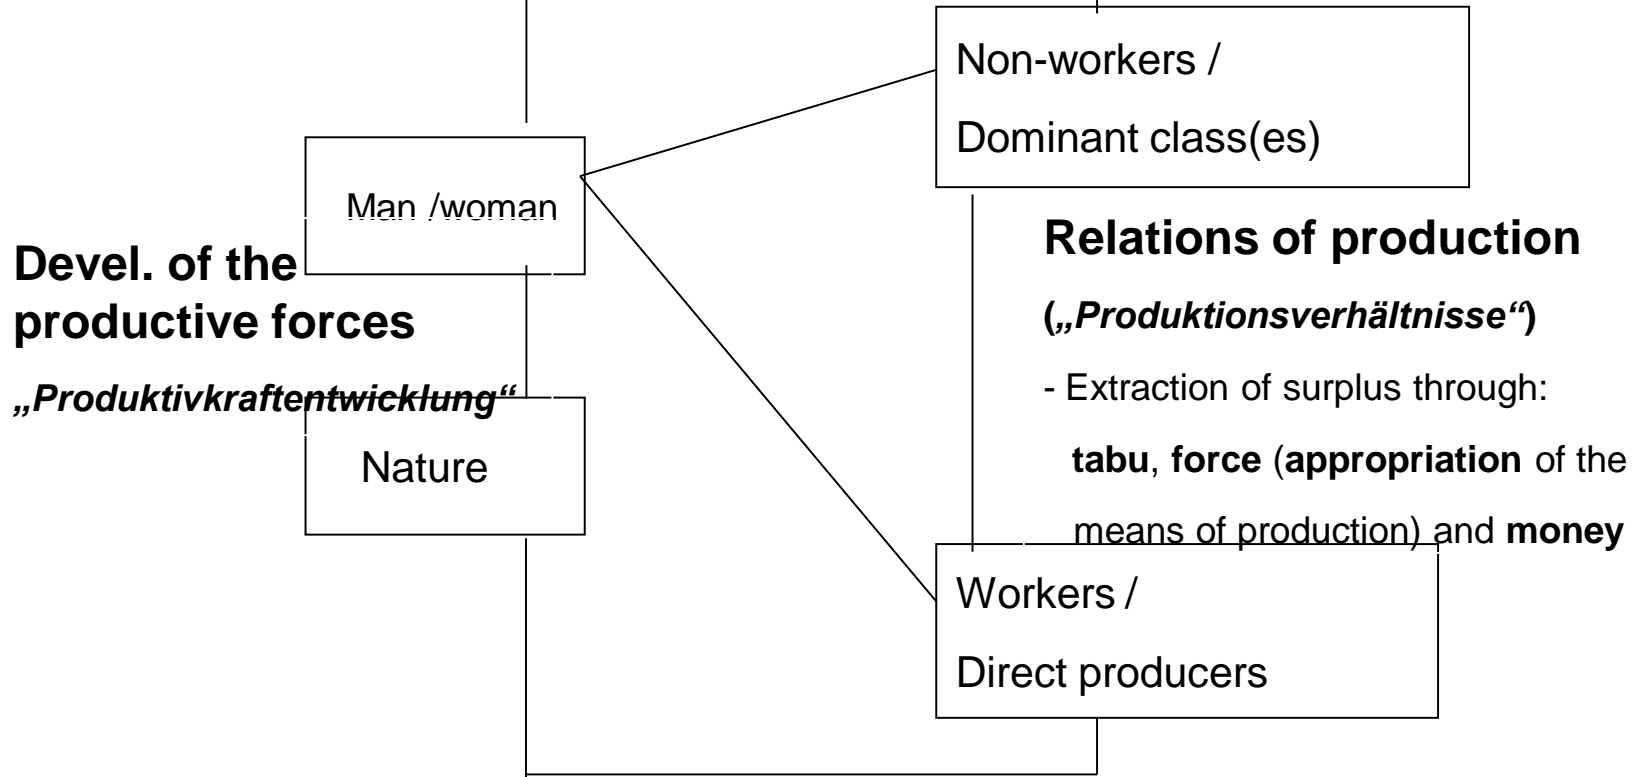 Non-workers /
Dominant class(es)
Man /woman
Devel. of the
productive forces
„Produktivkraftentwicklung“
Nature
Relations of production
(„Produktionsverhältnisse“)
- Extraction of surplus through:
tabu, force (appropriation of the
means of production) and money
Workers /
Direct producers